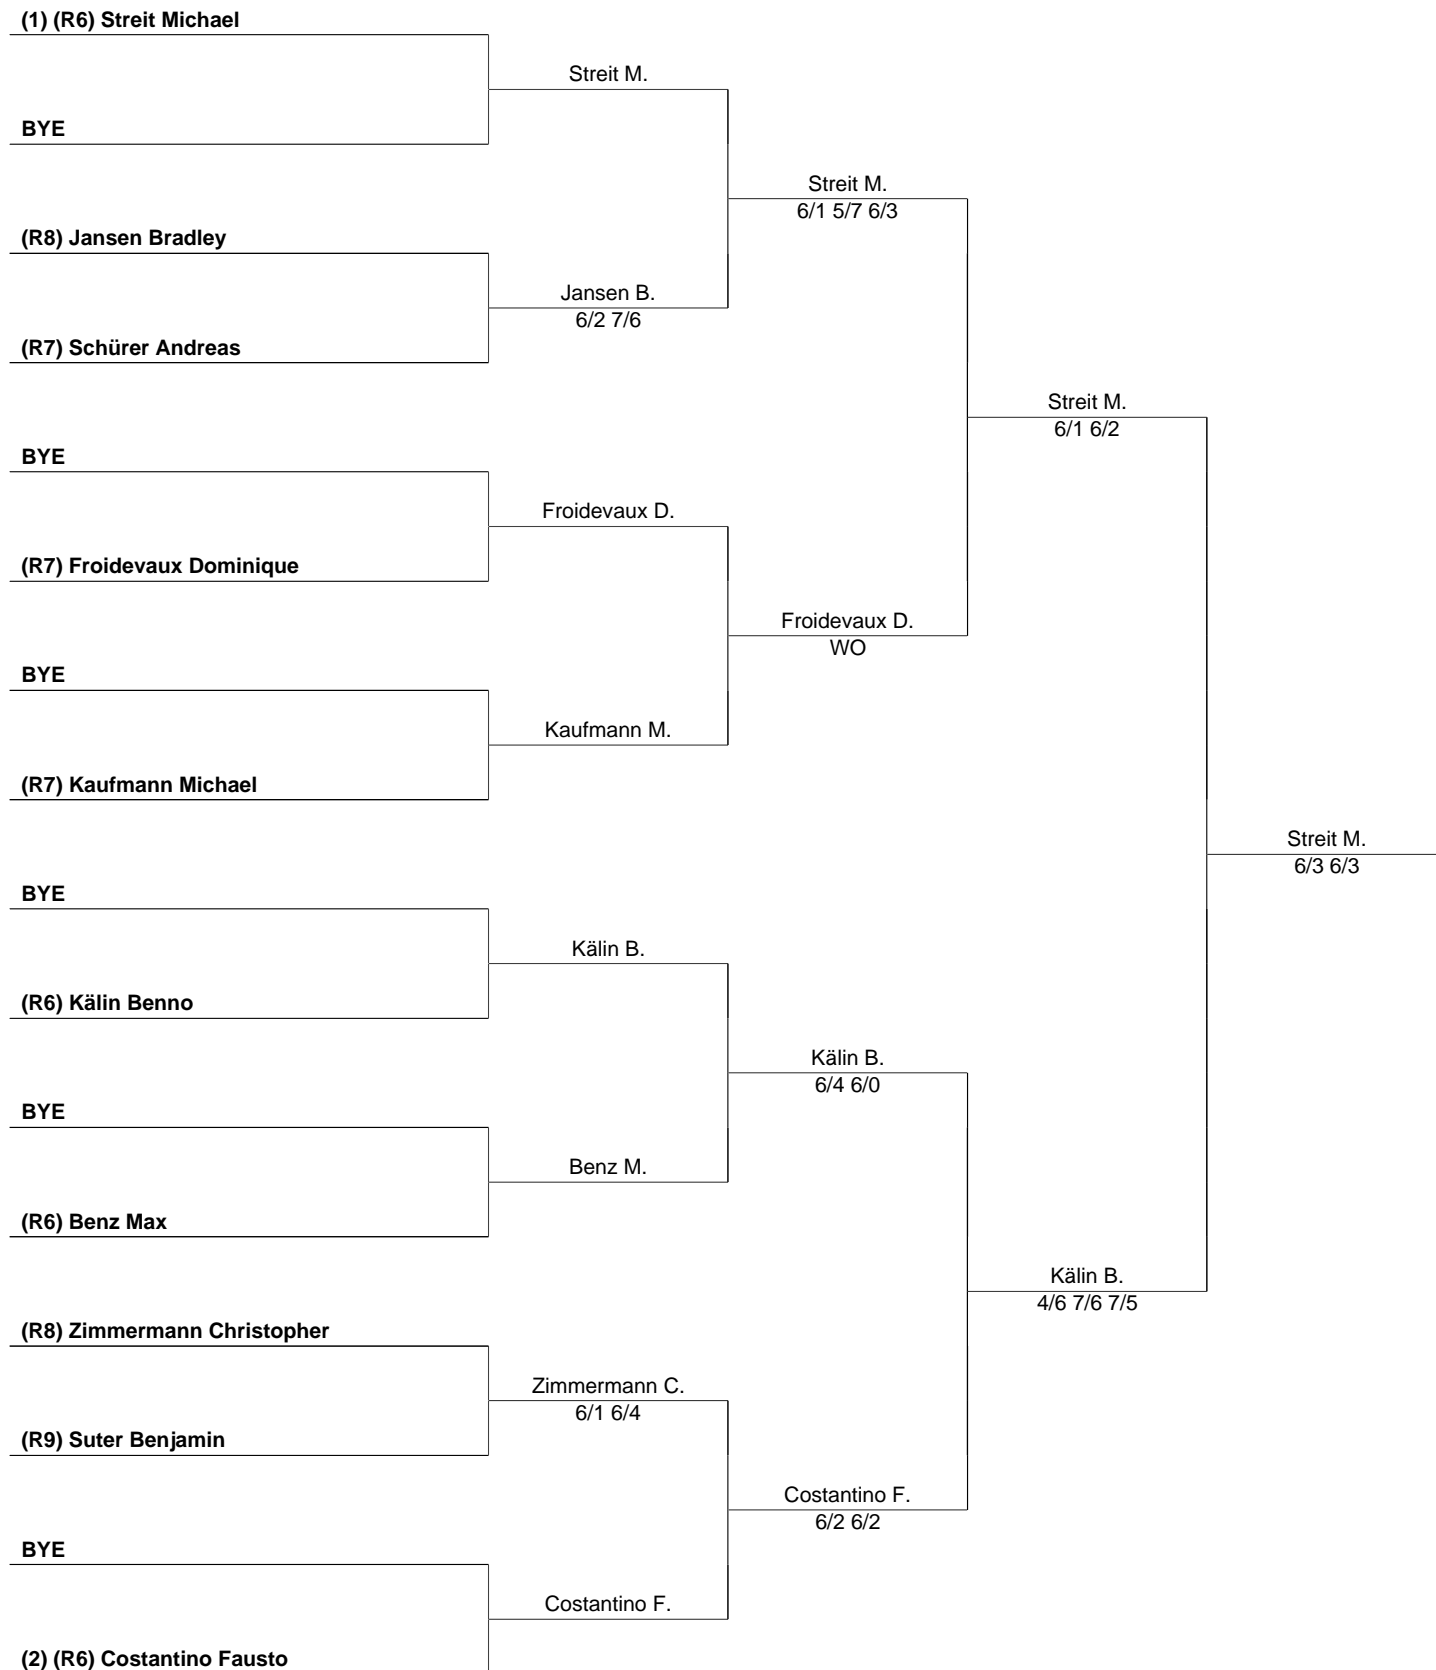 (1) (R6) Streit Michael
Streit M.
BYE
Streit M.
6/1 5/7 6/3
(R8) Jansen Bradley
Jansen B.
6/2 7/6
(R7) Schürer Andreas
Streit M.
6/1 6/2
BYE
Froidevaux D.
(R7) Froidevaux Dominique
Froidevaux D.
WO
BYE
Kaufmann M.
(R7) Kaufmann Michael
Streit M.
6/3 6/3
BYE
Kälin B.
(R6) Kälin Benno
Kälin B.
6/4 6/0
BYE
Benz M.
(R6) Benz Max
Kälin B.
4/6 7/6 7/5
(R8) Zimmermann Christopher
Zimmermann C.
6/1 6/4
(R9) Suter Benjamin
Costantino F.
6/2 6/2
BYE
Costantino F.
(2) (R6) Costantino Fausto